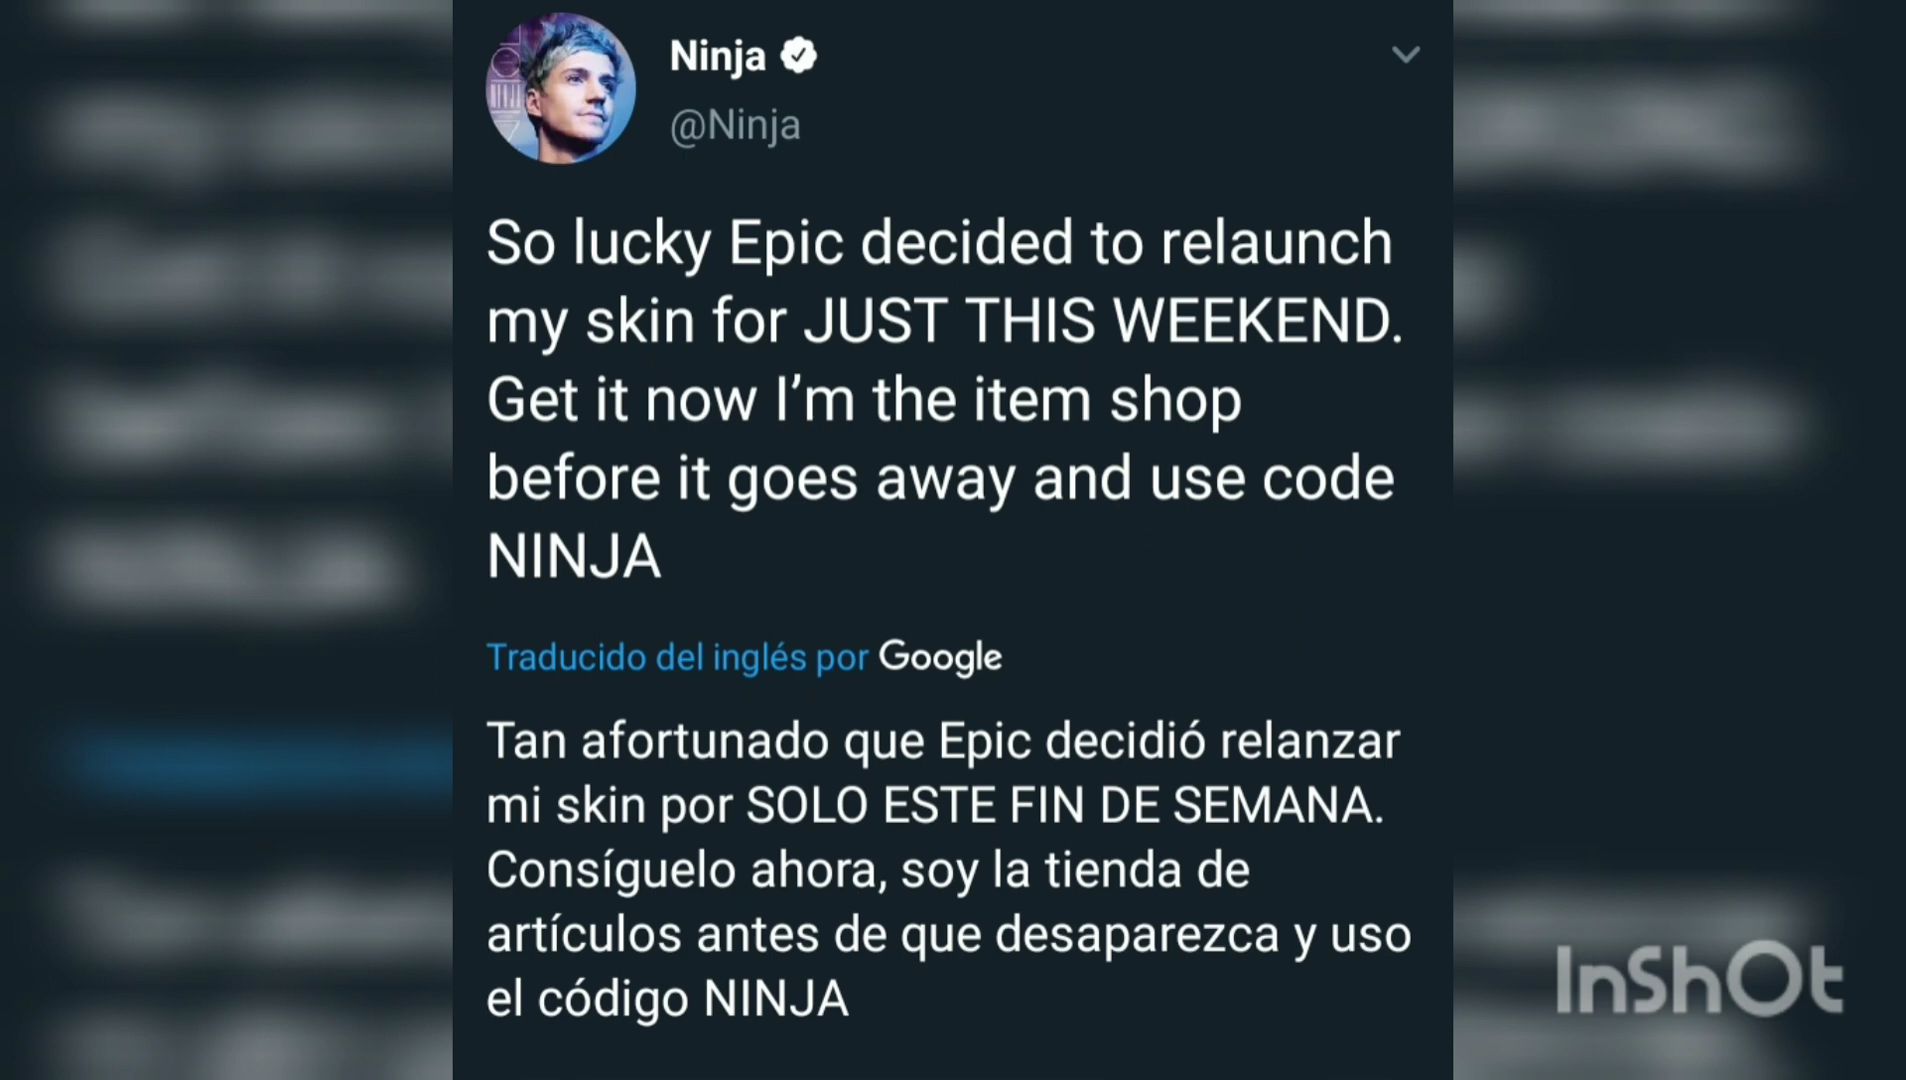 Ninja
@Ninja
So lucky Epic decided to relaunch
my skin for JUST THIS WEEKEND.
Get it now I’m the item shop
before it goes away and use code
NINJA
Traducido del inglés por Google
Tan afortunado que Epic decidió relanzar
mi skin por SOLO ESTE FIN DE SEMANA.
Consíguelo ahora, soy la tienda de
artículos antes de que desaparezca y uso
el código NINJA
InShOt